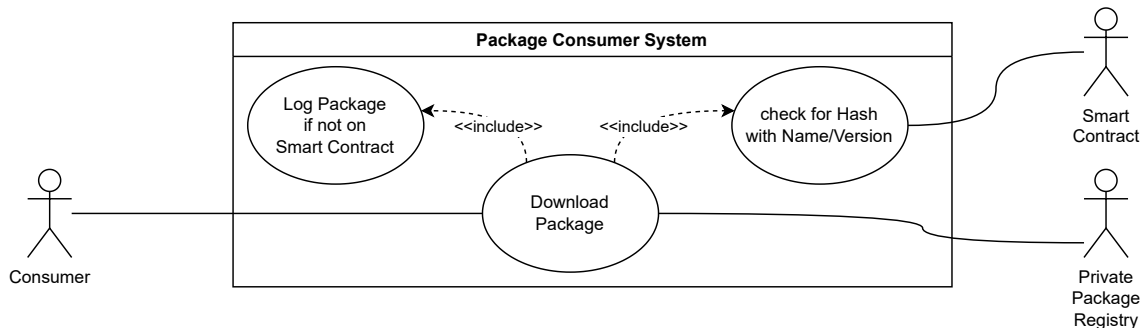 Package Consumer System
Log Package
if not on
Smart Contract
<<include>>
<<include>>
check for Hash
with Name/Version
Smart
Contract
Download
Package
Consumer
Private
Package
Registry